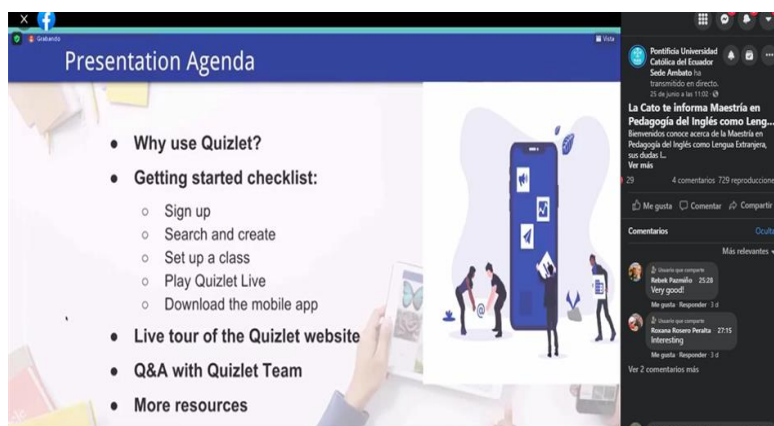 Grabando
Vista
Presentation Agenda
● Why use Quizlet?
● Getting started checklist:
○ Sign up
○ Search and create
○ Set up a class
○ Play Quizlet Live
○ Download the mobile app
● Live tour of the Quizlet website
● Q&A with Quizlet Team
● More resources
Pontificia Universidad
Católica del Ecuador
Sede Ambato ha
transmitido en directo.
25 de junio a las 11:02
La Cato te informa Maestría en
Pedagogía del Inglés como Leng...
Bienvenidos conoce acerca de la Maestría en
Pedagogía del Inglés como Lengua Extranjera,
sus dudas l...
Ver más
29
4 comentarios 729 reproduccione
Me gusta Comentar Compartir
Comentarios
Oculta
Más relevantes
Usuario que comparte
Rebek Pazmiño 25:28
Very good!
Me gusta Responder 3 d
Usuario que comparte
Roxana Rosero Peralta 27:15
Interesting
Me gusta Responder 3 d
Ver 2 comentarios más